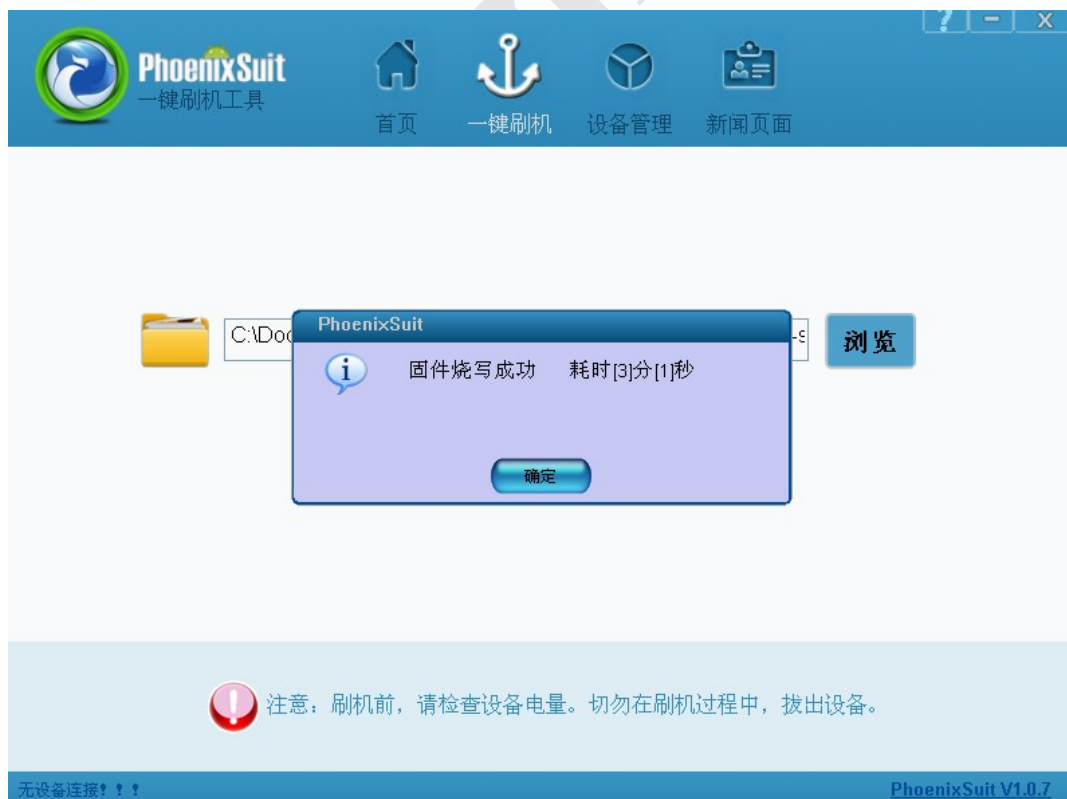 ? - x
PhoenixSuit
一键刷机工具
首页 一键刷机 设备管理 新闻页面
C:\Doc
浏览
PhoenixSuit
固件烧写成功 耗时[3]分[1]秒
确定
注意：刷机前，请检查设备电量。切勿在刷机过程中，拔出设备。
无设备连接！！！
PhoenixSuit V1.0.7